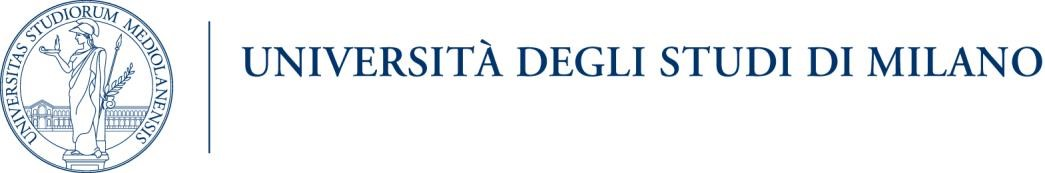 UNIVERSITAS STUDIORUM MEDIOLANENSIS
UNIVERSITÀ DEGLI STUDI DI MILANO